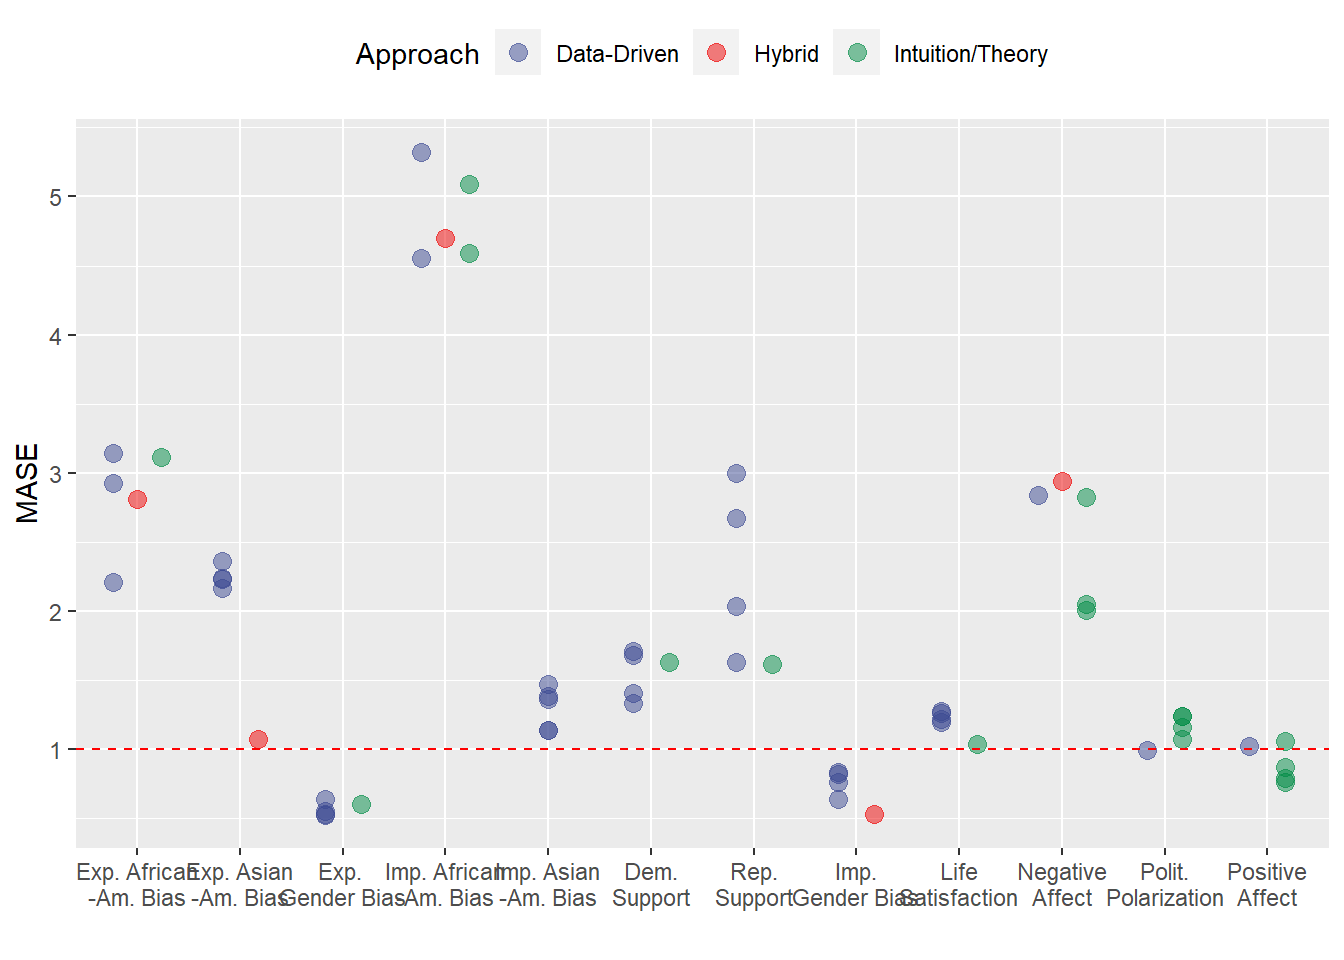 Approach Data-Driven Hybrid Intuition/Theory
MASE
5
4
3
2
1
Exp. African
-Am. Bias
Exp. Asian
-Am. Bias
Exp.
Gender Bias
Imp. African
-Am. Bias
Imp. Asian
-Am. Bias
Dem.
Support
Rep.
Support
Imp.
Gender Bias
Life
Satisfaction
Negative
Affect
Polit.
Polarization
Positive
Affect